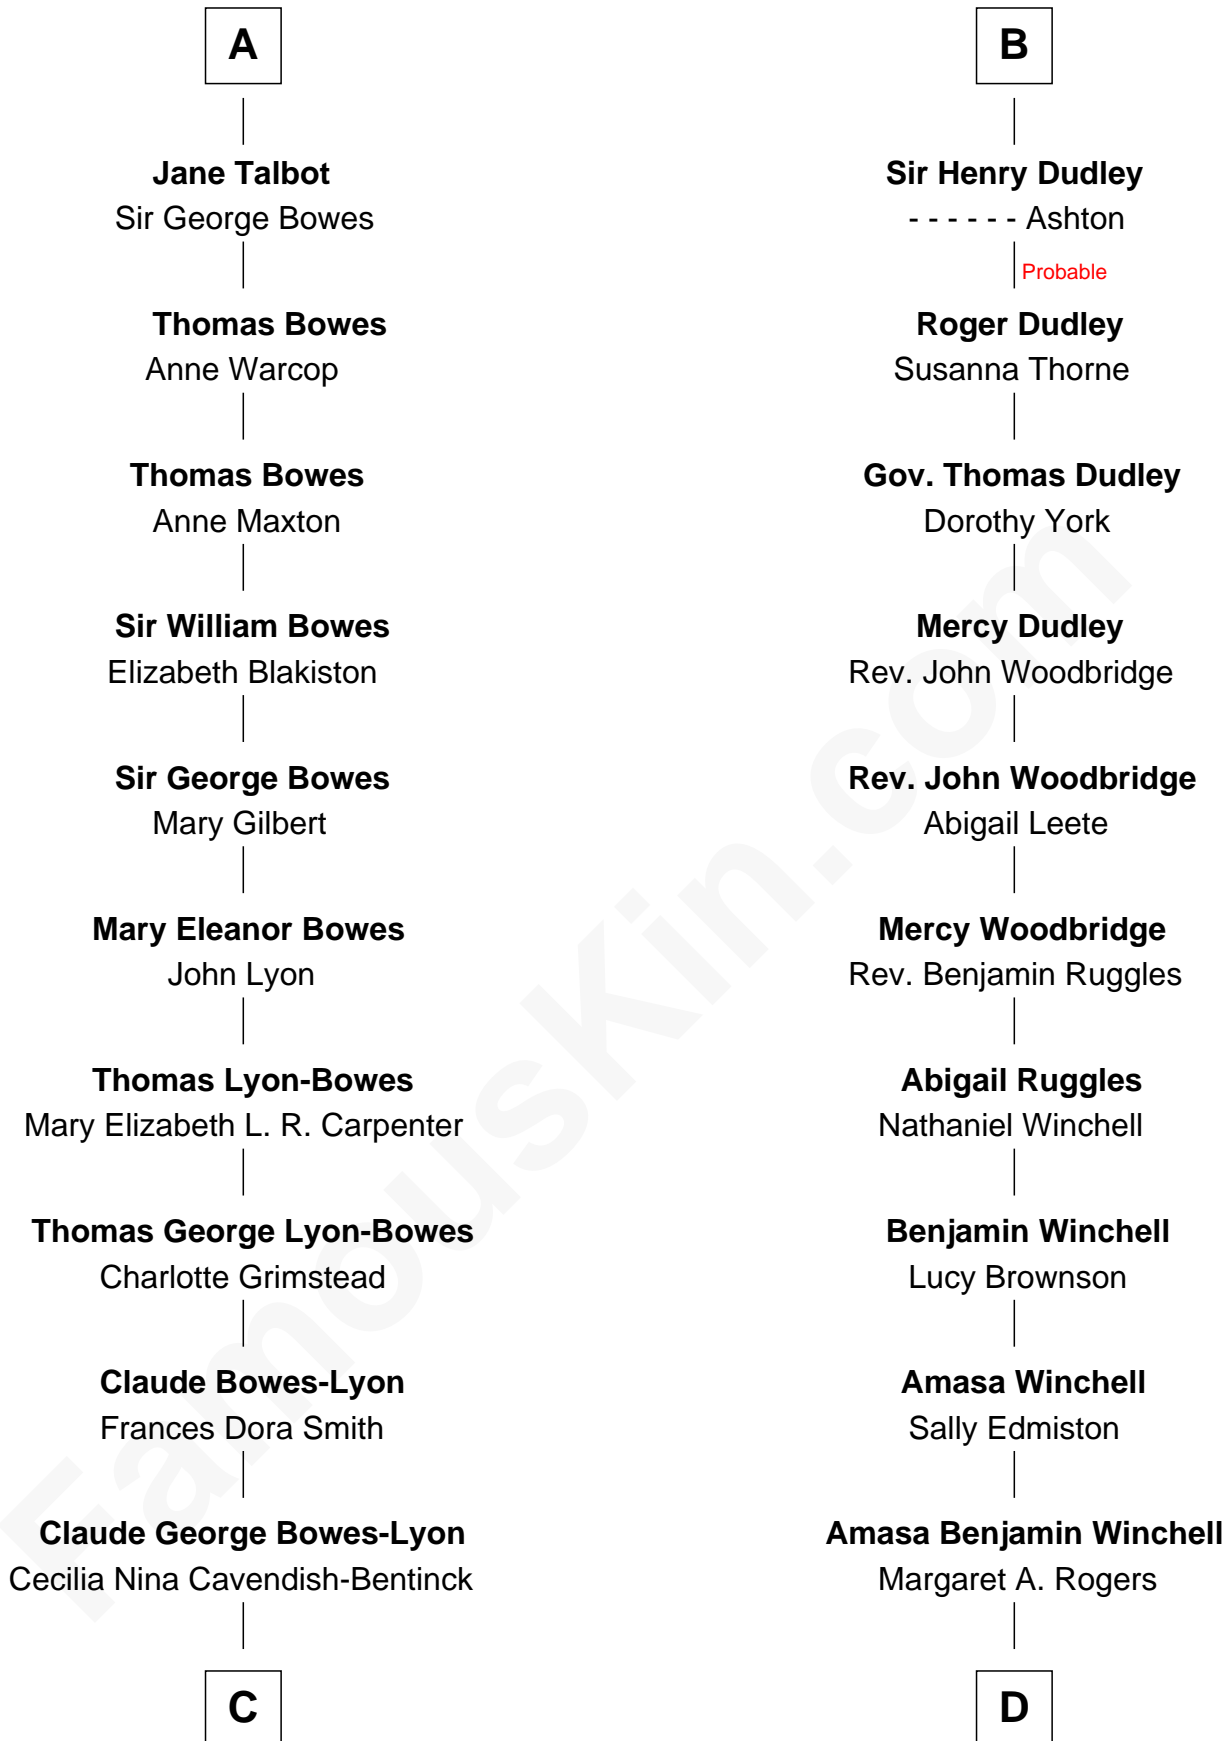 A
Jane Talbot
Sir George Bowes
Thomas Bowes
Anne Warcop
Thomas Bowes
Anne Maxton
Sir William Bowes
Elizabeth Blakiston
Sir George Bowes
Mary Gilbert
Mary Eleanor Bowes
John Lyon
Thomas Lyon-Bowes
Mary Elizabeth L. R. Carpenter
Thomas George Lyon-Bowes
Charlotte Grimstead
Claude Bowes-Lyon
Frances Dora Smith
Claude George Bowes-Lyon
Cecilia Nina Cavendish-Bentinck
C
B
Sir Henry Dudley
- - - - - - Ashton
Probable
Roger Dudley
Susanna Thorne
Gov. Thomas Dudley
Dorothy York
Mercy Dudley
Rev. John Woodbridge
Rev. John Woodbridge
Abigail Leete
Mercy Woodbridge
Rev. Benjamin Ruggles
Abigail Ruggles
Nathaniel Winchell
Benjamin Winchell
Lucy Brownson
Amasa Winchell
Sally Edmiston
Amasa Benjamin Winchell
Margaret A. Rogers
D
FamousKin.com